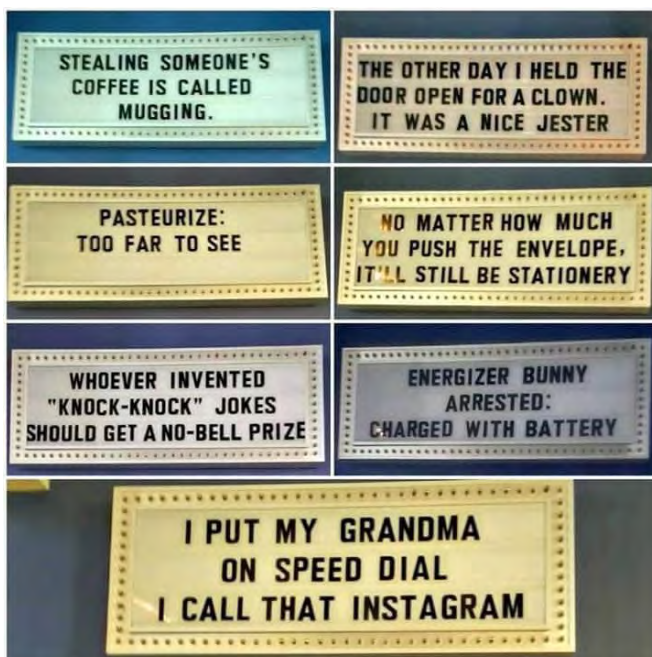 STEALING SOMEONE'S
COFFEE IS CALLED
MUGGING.
THE OTHER DAY I HELD THE
DOOR OPEN FOR A CLOWN.
IT WAS A NICE JESTER
PASTEURIZE:
TOO FAR TO SEE
NO MATTER HOW MUCH
YOU PUSH THE ENVELOPE,
IT'LL STILL BE STATIONERY
WHOEVER INVENTED
"KNOCK-KNOCK" JOKES
SHOULD GET A NO-BELL PRIZE
ENERGIZER BUNNY
ARRESTED:
CHARGED WITH BATTERY
I PUT MY GRANDMA
ON SPEED DIAL
I CALL THAT INSTAGRAM